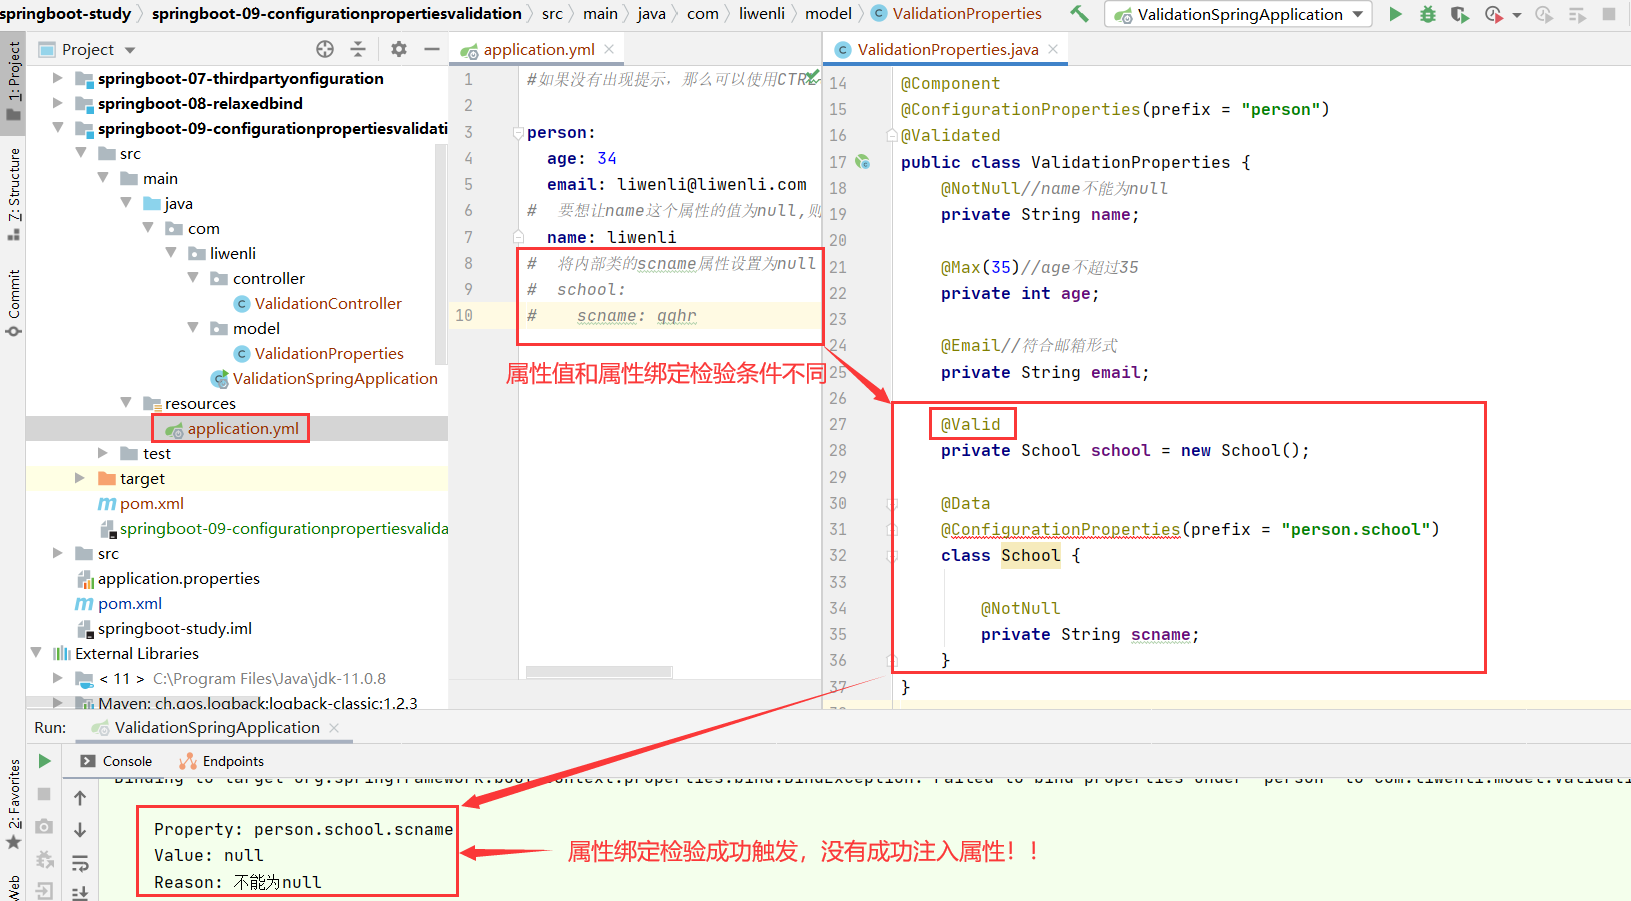 springboot-study › springboot-09-configurationpropertiesvalidation › src › main › java › com › liwenli › model › ValidationProperties
ValidationSpringApplication
1: Project
7: Structure
Commit
2: Favorites
Web
Project
springboot-07-thirdpartyonfiguration
springboot-08-relaxedbind
springboot-09-configurationpropertiesvalidati
src
main
java
com
liwenli
controller
ValidationController
model
ValidationProperties
ValidationSpringApplication
resources
application.yml
test
target
pom.xml
springboot-09-configurationpropertiesvalida
src
application.properties
pom.xml
springboot-study.iml
External Libraries
< 11 > C:\Program Files\Java\jdk-11.0.8
Maven: ch.qos.logback:logback-classic:1.2.3
application.yml
1 #如果没有出现提示，那么可以使用CTRL
2
3 person:
4 age: 34
5 email: liwenli@liwenli.com
6 # 要想让name这个属性的值为null,则
7 name: liwenli
8 # 将内部类的scname属性设置为null
9 # school:
10 # scname: qqhr
属性值和属性绑定检验条件不同
ValidationProperties.java
14 @Component
15 @ConfigurationProperties(prefix = "person")
16 @Validated
17 public class ValidationProperties {
18 @NotNull//name不能为null
19 private String name;
20
21 @Max(35)//age不超过35
22 private int age;
23
24 @Email//符合邮箱形式
25 private String email;
26
27 @Valid
28 private School school = new School();
29
30 @Data
31 @ConfigurationProperties(prefix = "person.school")
32 class School {
33
34 @NotNull
35 private String scname;
36 }
37 }
Run: ValidationSpringApplication
Console Endpoints
Binding to target org.springframework.boot.context.properties.bind.BindException: Failed to bind properties under 'person' to com.liwenli.model.Validati
Property: person.school.scname
Value: null
Reason: 不能为null
属性绑定检验成功触发，没有成功注入属性！！